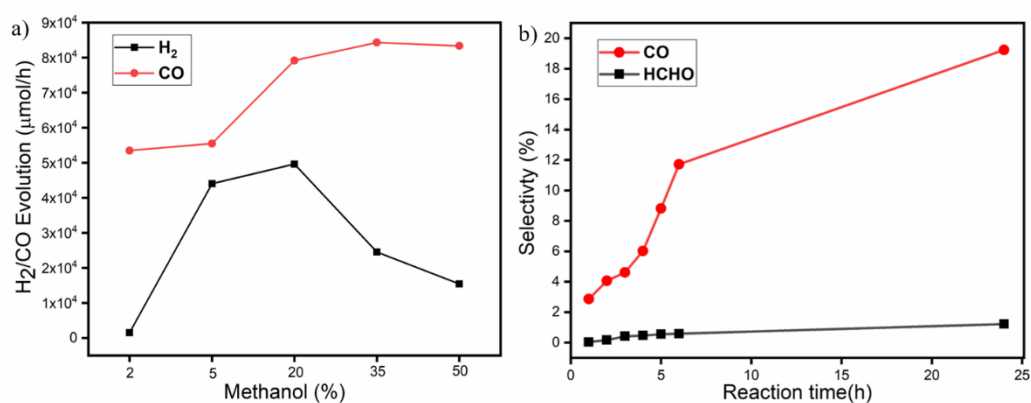 a)
H2
CO
H2/CO Evolution (μmol/h)
9x10^4
8x10^4
7x10^4
6x10^4
5x10^4
4x10^4
3x10^4
2x10^4
1x10^4
0
2 5 20 35 50
Methanol (%)
b)
CO
HCHO
Selectivty (%)
20
18
16
14
12
10
8
6
4
2
0
0 5 10 15 20 25
Reaction time(h)